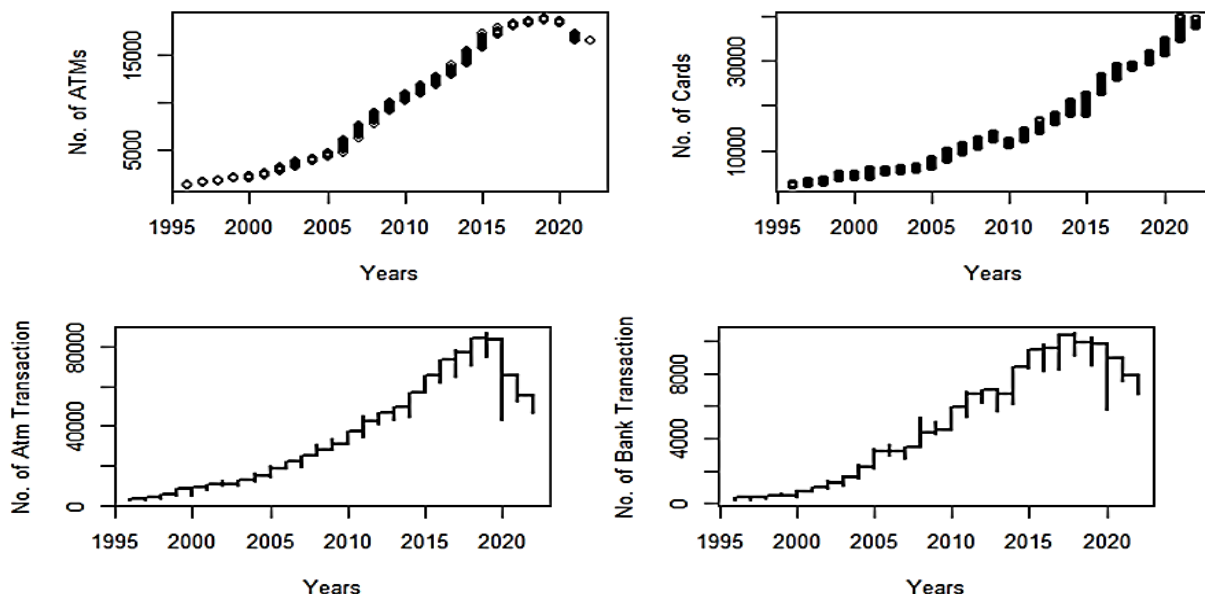 No. of ATMs
5000 15000
1995 2000 2005 2010 2015 2020
Years
No. of Cards
10000 30000
1995 2000 2005 2010 2015 2020
Years
No. of Atm Transaction
0 40000 80000
1995 2000 2005 2010 2015 2020
Years
No. of Bank Transaction
0 4000 8000
1995 2000 2005 2010 2015 2020
Years